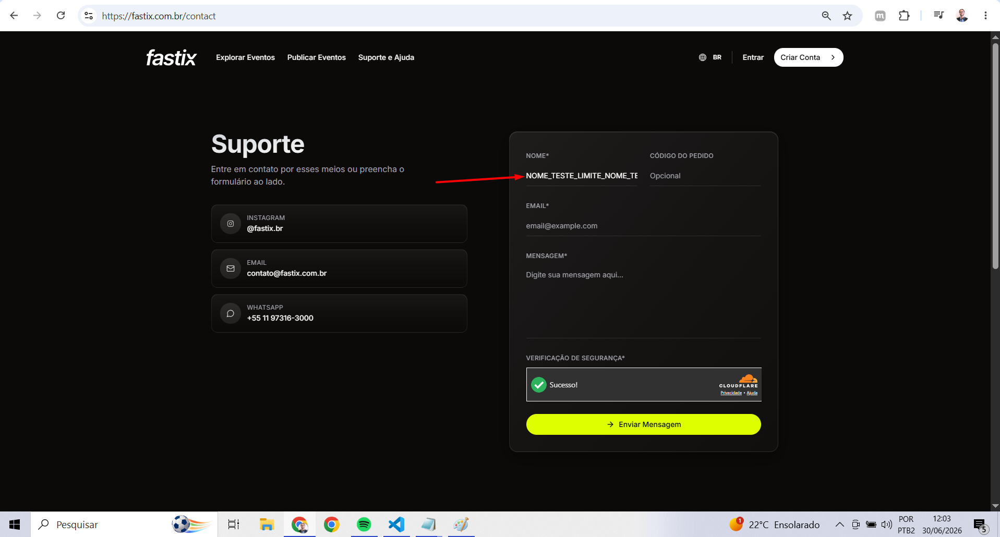 https://fastix.com.br/contact
m
fastix
Explorar Eventos
Publicar Eventos
Suporte e Ajuda
BR
Entrar
Criar Conta
Suporte
Entre em contato por esses meios ou preencha o
formulário ao lado.
INSTAGRAM
@fastix.br
EMAIL
contato@fastix.com.br
WHATSAPP
+55 11 97316-3000
NOME*
CÓDIGO DO PEDIDO
NOME_TESTE_LIMITE_NOME_TE
Opcional
EMAIL*
email@example.com
MENSAGEM*
Digite sua mensagem aqui...
VERIFICAÇÃO DE SEGURANÇA*
Sucesso!
CLOUDFLARE
Privacidade • Ajuda
Enviar Mensagem
Pesquisar
1
22°C Ensolarado
POR
PTB2
12:03
30/06/2026
5